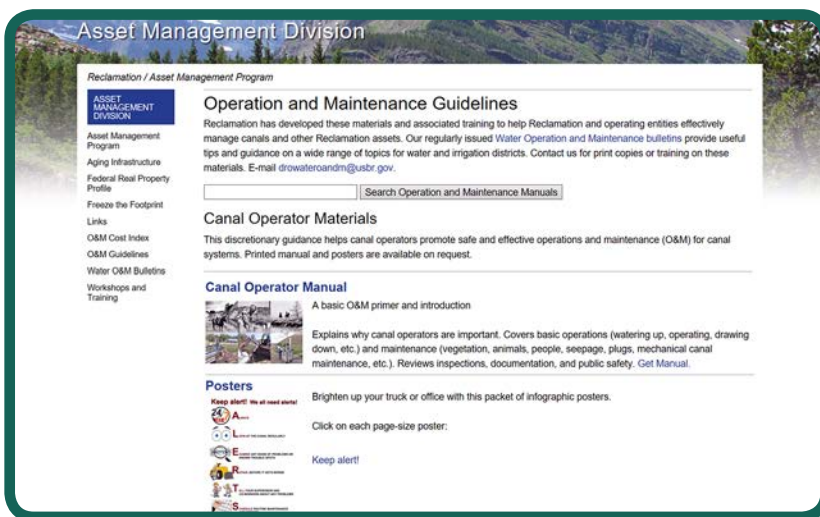 Asset Management Division
Reclamation / Asset Management Program
ASSET
MANAGEMENT
DIVISION
Asset Management
Program
Aging Infrastructure
Federal Real Property
Profile
Freeze the Footprint
Links
O&M Cost Index
O&M Guidelines
Water O&M Bulletins
Workshops and
Training
Operation and Maintenance Guidelines
Reclamation has developed these materials and associated training to help Reclamation and operating entities effectively
manage canals and other Reclamation assets. Our regularly issued Water Operation and Maintenance bulletins provide useful
tips and guidance on a wide range of topics for water and irrigation districts. Contact us for print copies or training on these
materials. E-mail drowateroandm@usbr.gov.
Search Operation and Maintenance Manuals
Canal Operator Materials
This discretionary guidance helps canal operators promote safe and effective operations and maintenance (O&M) for canal
systems. Printed manual and posters are available on request.
Canal Operator Manual
A basic O&M primer and introduction
Explains why canal operators are important. Covers basic operations (watering up, operating, drawing
down, etc.) and maintenance (vegetation, animals, people, seepage, plugs, mechanical canal
maintenance, etc.). Reviews inspections, documentation, and public safety. Get Manual.
Posters
Keep alert! We all need alerts!
24
A
L
E
R
T
S
Brighten up your truck or office with this packet of infographic posters.
Click on each page-size poster:
Keep alert!